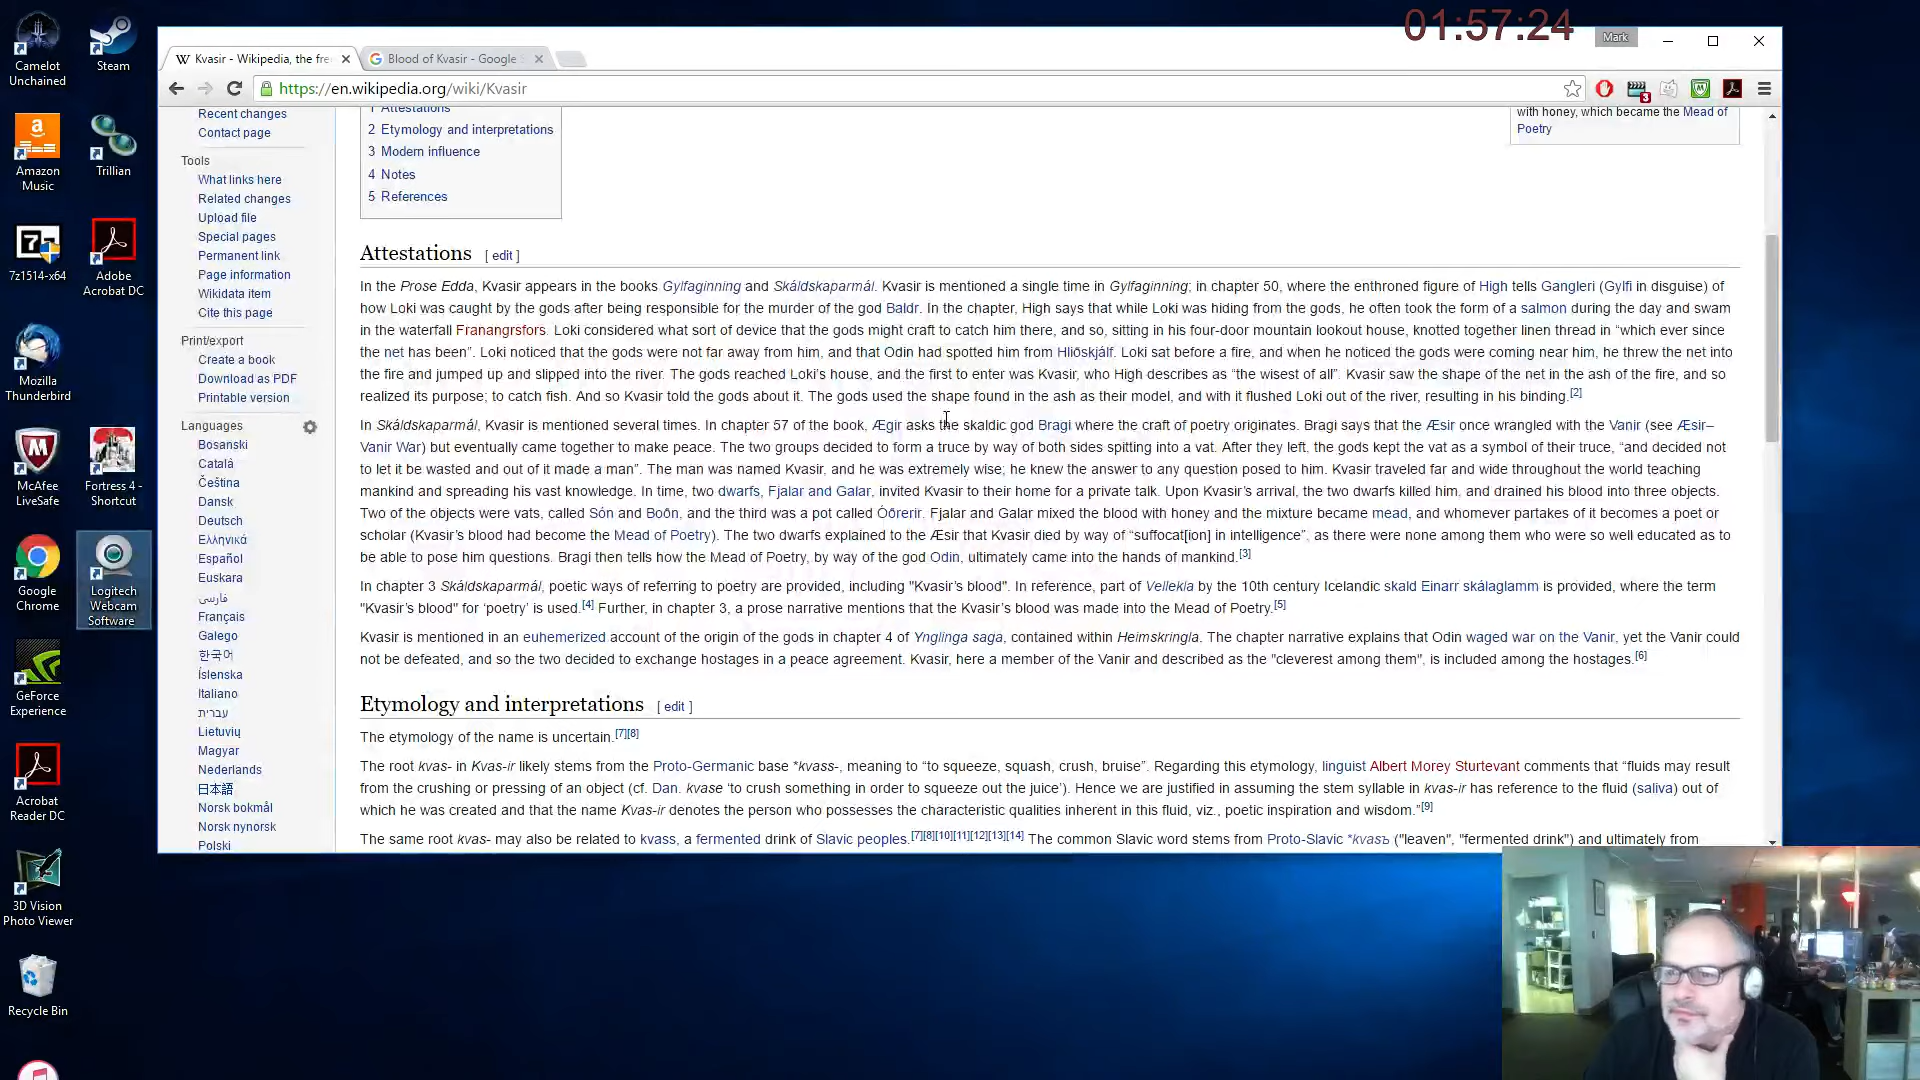 01:57:24
Mark
Kvasir - Wikipedia, the fre
Blood of Kvasir - Google
https://en.wikipedia.org/wiki/Kvasir
3
Camelot
Unchained
Steam
Amazon
Music
Trillian
7z1514-x64
Adobe
Acrobat DC
Mozilla
Thunderbird
McAfee
LiveSafe
Fortress 4 -
Shortcut
Google
Chrome
Logitech
Webcam
Software
GeForce
Experience
Acrobat
Reader DC
3D Vision
Photo Viewer
Recycle Bin
Recent changes
Contact page
Tools
What links here
Related changes
Upload file
Special pages
Permanent link
Page information
Wikidata item
Cite this page
Print/export
Create a book
Download as PDF
Printable version
Languages
Bosanski
Català
Čeština
Dansk
Deutsch
Ελληνικά
Español
Euskara
فارسی
Français
Galego
한국어
Íslenska
Italiano
עברית
Lietuvių
Magyar
Nederlands
日本語
Norsk bokmål
Norsk nynorsk
Polski
1 Attestations
2 Etymology and interpretations
3 Modern influence
4 Notes
5 References
with honey, which became the Mead of
Poetry
Attestations [ edit ]
In the Prose Edda, Kvasir appears in the books Gylfaginning and Skáldskaparmál. Kvasir is mentioned a single time in Gylfaginning; in chapter 50, where the enthroned figure of High tells Gangleri (Gylfi in disguise) of
how Loki was caught by the gods after being responsible for the murder of the god Baldr. In the chapter, High says that while Loki was hiding from the gods, he often took the form of a salmon during the day and swam
in the waterfall Franangrsfors. Loki considered what sort of device that the gods might craft to catch him there, and so, sitting in his four-door mountain lookout house, knotted together linen thread in “which ever since
the net has been”. Loki noticed that the gods were not far away from him, and that Odin had spotted him from Hliðskjálf. Loki sat before a fire, and when he noticed the gods were coming near him, he threw the net into
the fire and jumped up and slipped into the river. The gods reached Loki’s house, and the first to enter was Kvasir, who High describes as “the wisest of all”. Kvasir saw the shape of the net in the ash of the fire, and so
realized its purpose; to catch fish. And so Kvasir told the gods about it. The gods used the shape found in the ash as their model, and with it flushed Loki out of the river, resulting in his binding.[2]
In Skáldskaparmál, Kvasir is mentioned several times. In chapter 57 of the book, Ægir asks the skaldic god Bragi where the craft of poetry originates. Bragi says that the Æsir once wrangled with the Vanir (see Æsir–
Vanir War) but eventually came together to make peace. The two groups decided to form a truce by way of both sides spitting into a vat. After they left, the gods kept the vat as a symbol of their truce, “and decided not
to let it be wasted and out of it made a man”. The man was named Kvasir, and he was extremely wise; he knew the answer to any question posed to him. Kvasir traveled far and wide throughout the world teaching
mankind and spreading his vast knowledge. In time, two dwarfs, Fjalar and Galar, invited Kvasir to their home for a private talk. Upon Kvasir’s arrival, the two dwarfs killed him, and drained his blood into three objects.
Two of the objects were vats, called Són and Boðn, and the third was a pot called Óðrerir. Fjalar and Galar mixed the blood with honey and the mixture became mead, and whomever partakes of it becomes a poet or
scholar (Kvasir’s blood had become the Mead of Poetry). The two dwarfs explained to the Æsir that Kvasir died by way of “suffocat[ion] in intelligence”, as there were none among them who were so well educated as to
be able to pose him questions. Bragi then tells how the Mead of Poetry, by way of the god Odin, ultimately came into the hands of mankind.[3]
In chapter 3 Skáldskaparmál, poetic ways of referring to poetry are provided, including "Kvasir’s blood". In reference, part of Vellekla by the 10th century Icelandic skald Einarr skálaglamm is provided, where the term
"Kvasir’s blood” for ‘poetry’ is used.[4] Further, in chapter 3, a prose narrative mentions that the Kvasir’s blood was made into the Mead of Poetry.[5]
Kvasir is mentioned in an euhemerized account of the origin of the gods in chapter 4 of Ynglinga saga, contained within Heimskringla. The chapter narrative explains that Odin waged war on the Vanir, yet the Vanir could
not be defeated, and so the two decided to exchange hostages in a peace agreement. Kvasir, here a member of the Vanir and described as the "cleverest among them", is included among the hostages.[6]
Etymology and interpretations [ edit ]
The etymology of the name is uncertain.[7][8]
The root kvas- in Kvas-ir likely stems from the Proto-Germanic base *kvass-, meaning to “to squeeze, squash, crush, bruise”. Regarding this etymology, linguist Albert Morey Sturtevant comments that “fluids may result
from the crushing or pressing of an object (cf. Dan. kvase ‘to crush something in order to squeeze out the juice’). Hence we are justified in assuming the stem syllable in kvas-ir has reference to the fluid (saliva) out of
which he was created and that the name Kvas-ir denotes the person who possesses the characteristic qualities inherent in this fluid, viz., poetic inspiration and wisdom.”[9]
The same root kvas- may also be related to kvass, a fermented drink of Slavic peoples.[7][8][10][11][12][13][14] The common Slavic word stems from Proto-Slavic *kvasъ ("leaven", "fermented drink") and ultimately from